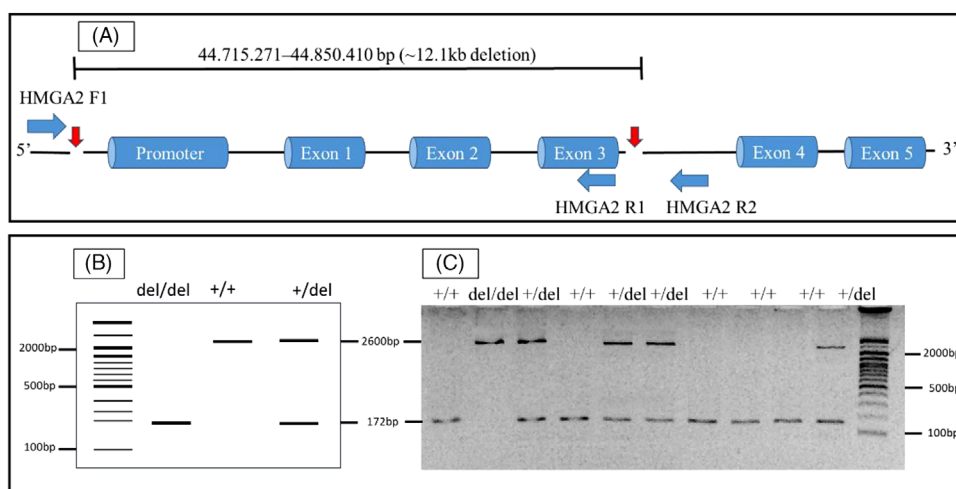 (A)
44.715.271–44.850.410 bp (~12.1kb deletion)
HMGA2 F1
5’
Promoter
Exon 1
Exon 2
Exon 3
Exon 4
Exon 5
3’
HMGA2 R1
HMGA2 R2
(B)
del/del
+/+
+/del
2000bp
500bp
100bp
2600bp
172bp
(C)
+/+ del/del +/del +/+ +/del +/del +/+ +/+ +/+ +/del
2000bp
500bp
100bp